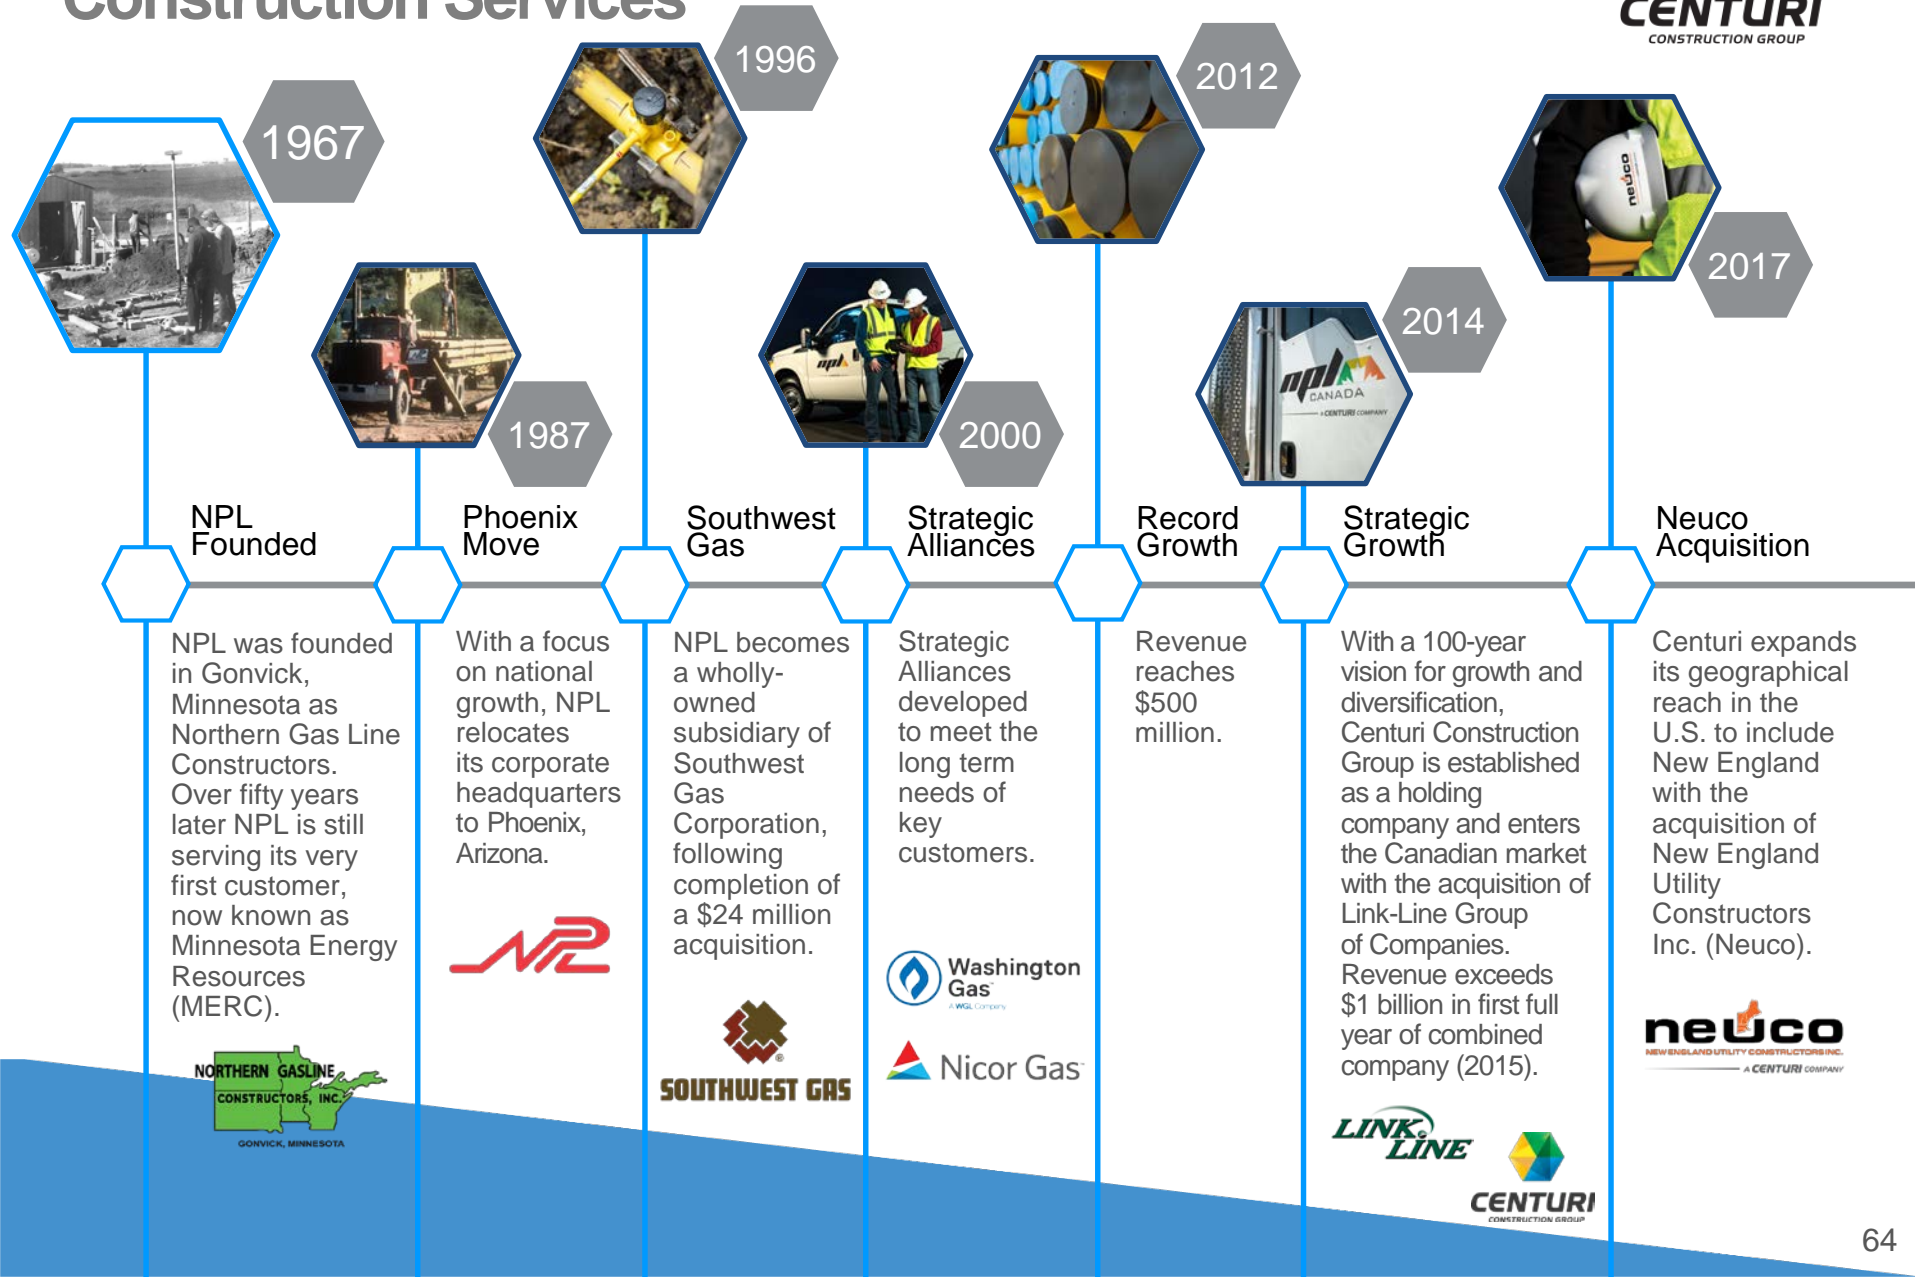 Construction Services
CENTURI
CONSTRUCTION GROUP
1967
1987
1996
2000
2012
2014
2017
neuco
npl
npl
CANADA
A CENTURI COMPANY
NPL
Founded
NPL was founded
in Gonvick,
Minnesota as
Northern Gas Line
Constructors.
Over fifty years
later NPL is still
serving its very
first customer,
now known as
Minnesota Energy
Resources
(MERC).
NORTHERN GASLINE
CONSTRUCTORS, INC.
GONVICK, MINNESOTA
Phoenix
Move
With a focus
on national
growth, NPL
relocates
its corporate
headquarters
to Phoenix,
Arizona.
NPL
Southwest
Gas
NPL becomes
a wholly-
owned
subsidiary of
Southwest
Gas
Corporation,
following
completion of
a $24 million
acquisition.
SOUTHWEST GAS
Strategic
Alliances
Strategic
Alliances
developed
to meet the
long term
needs of
key
customers.
Washington
Gas
A WGL Company
Nicor Gas
Record
Growth
Revenue
reaches
$500
million.
Strategic
Growth
With a 100-year
vision for growth and
diversification,
Centuri Construction
Group is established
as a holding
company and enters
the Canadian market
with the acquisition of
Link-Line Group
of Companies.
Revenue exceeds
$1 billion in first full
year of combined
company (2015).
LINK
LINE
CENTURI
CONSTRUCTION GROUP
Neuco
Acquisition
Centuri expands
its geographical
reach in the
U.S. to include
New England
with the
acquisition of
New England
Utility
Constructors
Inc. (Neuco).
neuco
NEW ENGLAND UTILITY CONSTRUCTORS INC.
A CENTURI COMPANY
64